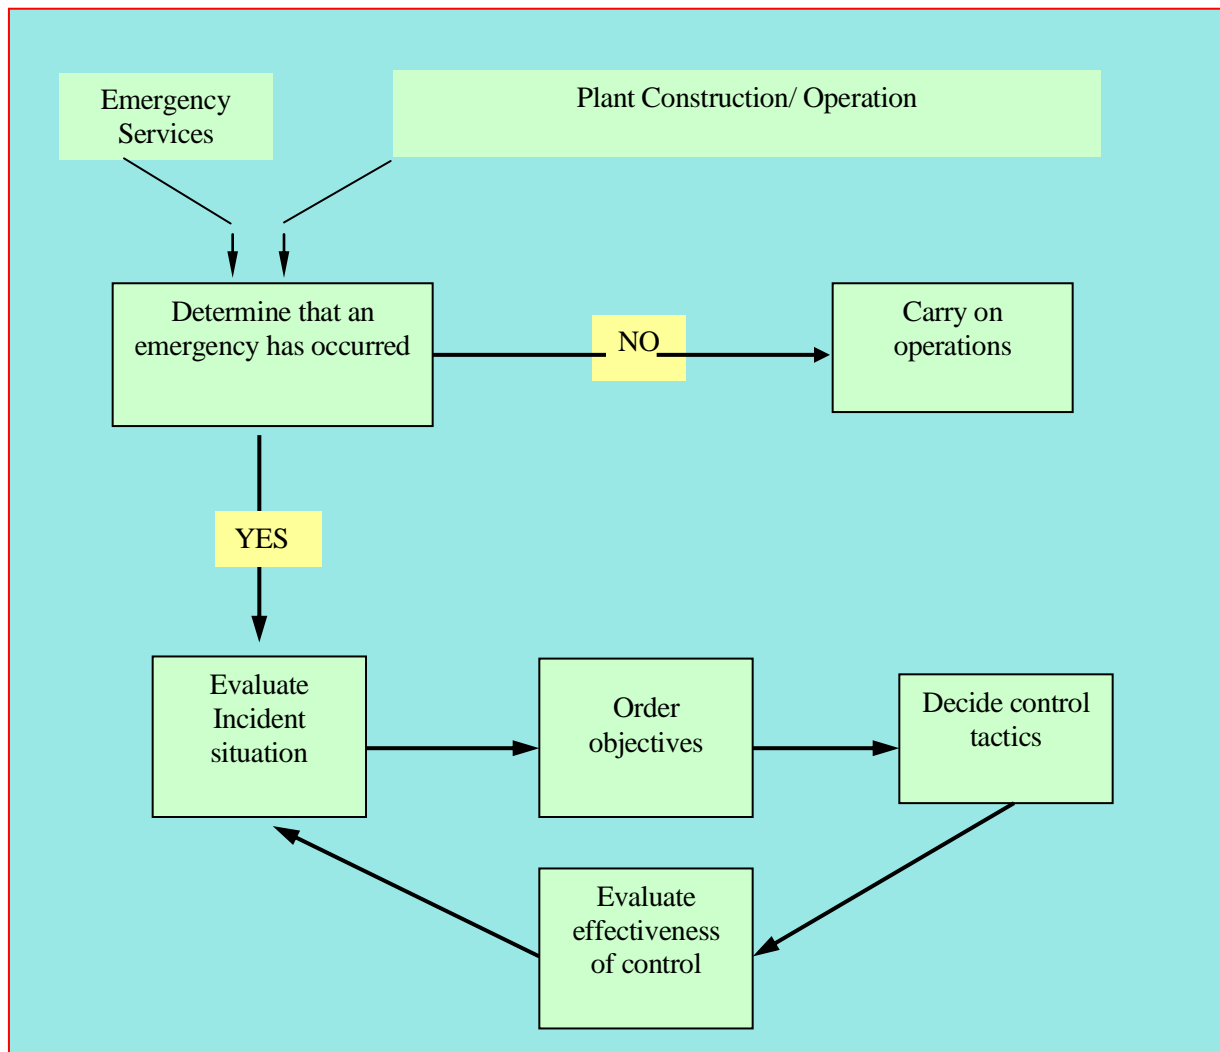 Emergency
Services
Plant Construction/ Operation
Determine that an
emergency has occurred
NO
Carry on
operations
YES
Evaluate
Incident
situation
Order
objectives
Decide control
tactics
Evaluate
effectiveness
of control